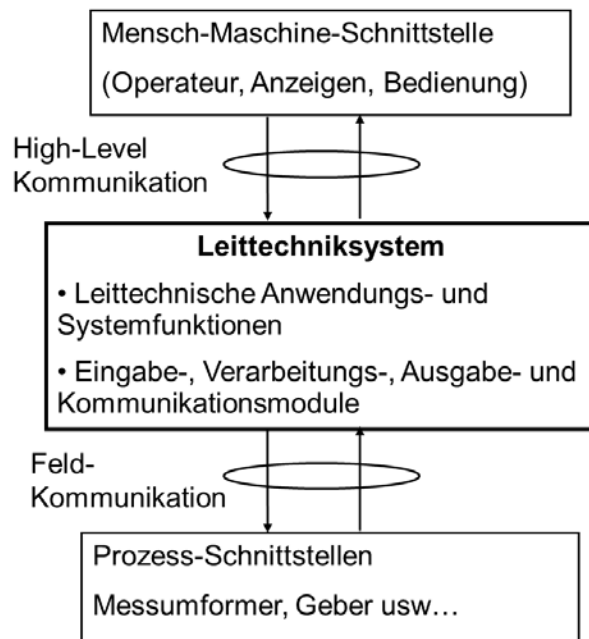 Mensch-Maschine-Schnittstelle
(Operateur, Anzeigen, Bedienung)
High-Level
Kommunikation
Leittechniksystem
• Leittechnische Anwendungs- und
Systemfunktionen
• Eingabe-, Verarbeitungs-, Ausgabe- und
Kommunikationsmodule
Feld-
Kommunikation
Prozess-Schnittstellen
Messumformer, Geber usw…